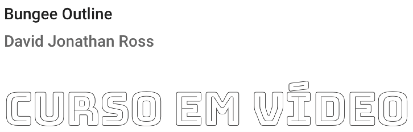 Bungee Outline
David Jonathan Ross
CURSO EM VÍDEO